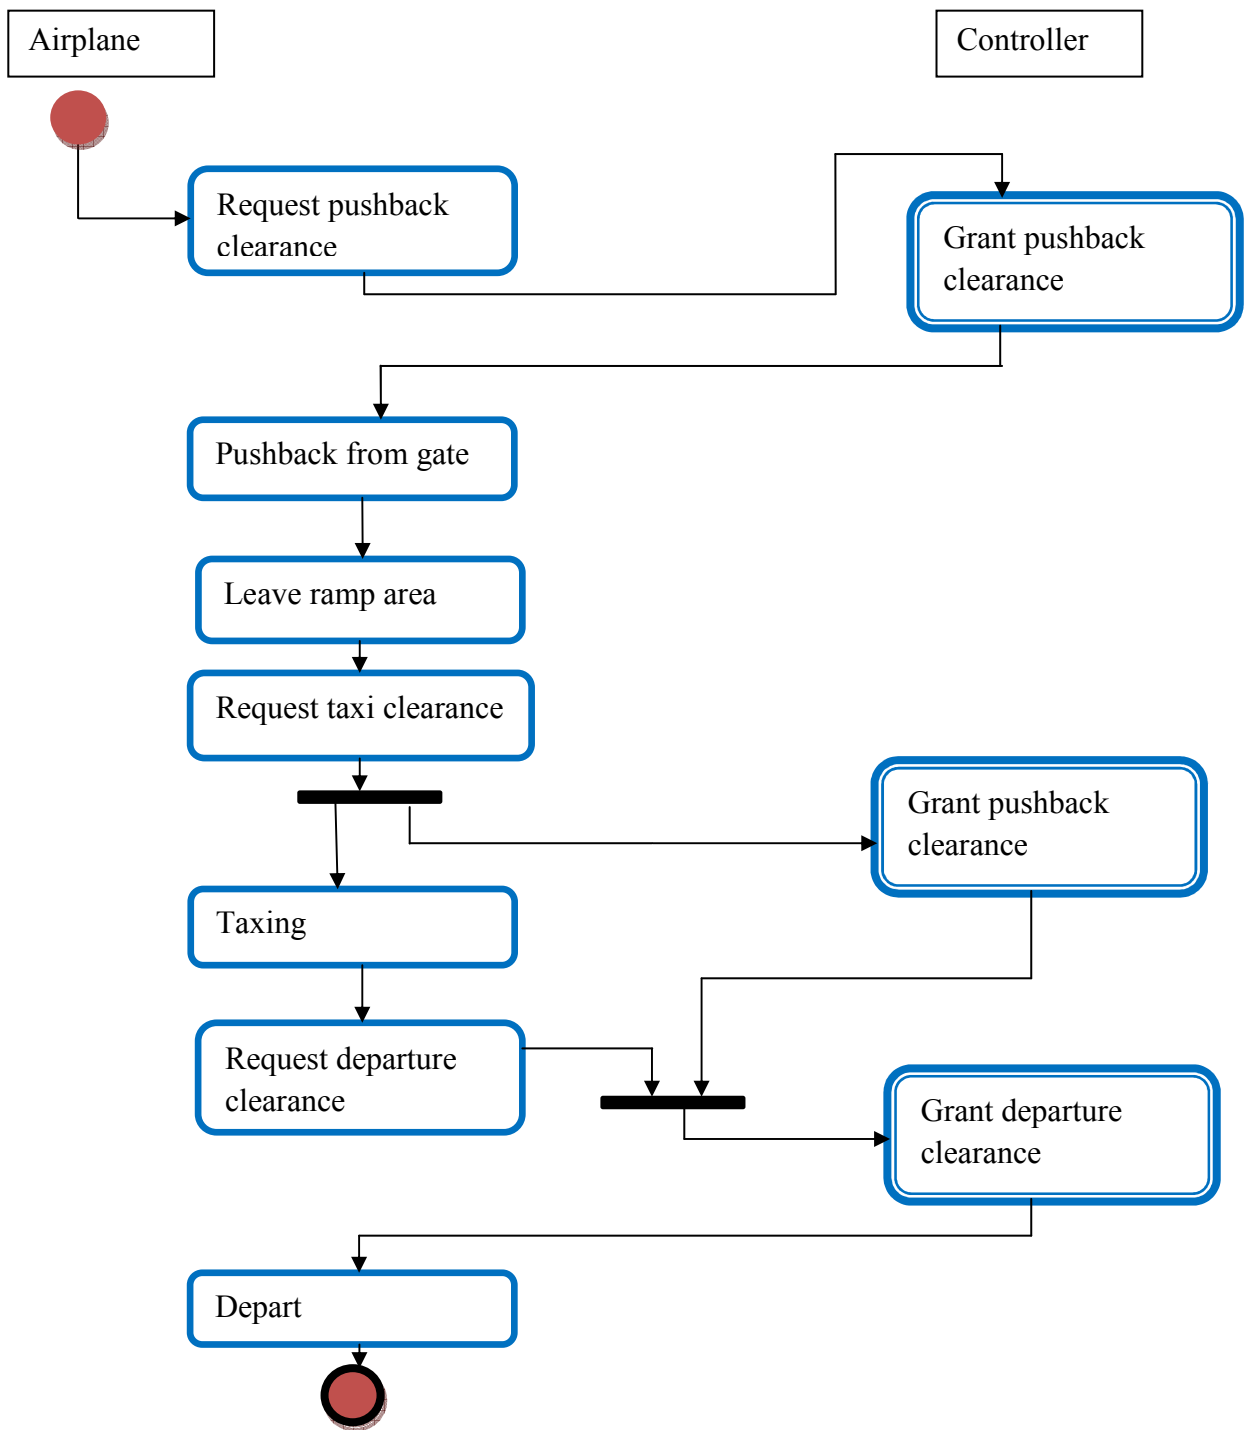 Airplane
Controller
Request pushback
clearance
Grant pushback
clearance
Pushback from gate
Leave ramp area
Request taxi clearance
Grant pushback
clearance
Taxing
Request departure
clearance
Grant departure
clearance
Depart